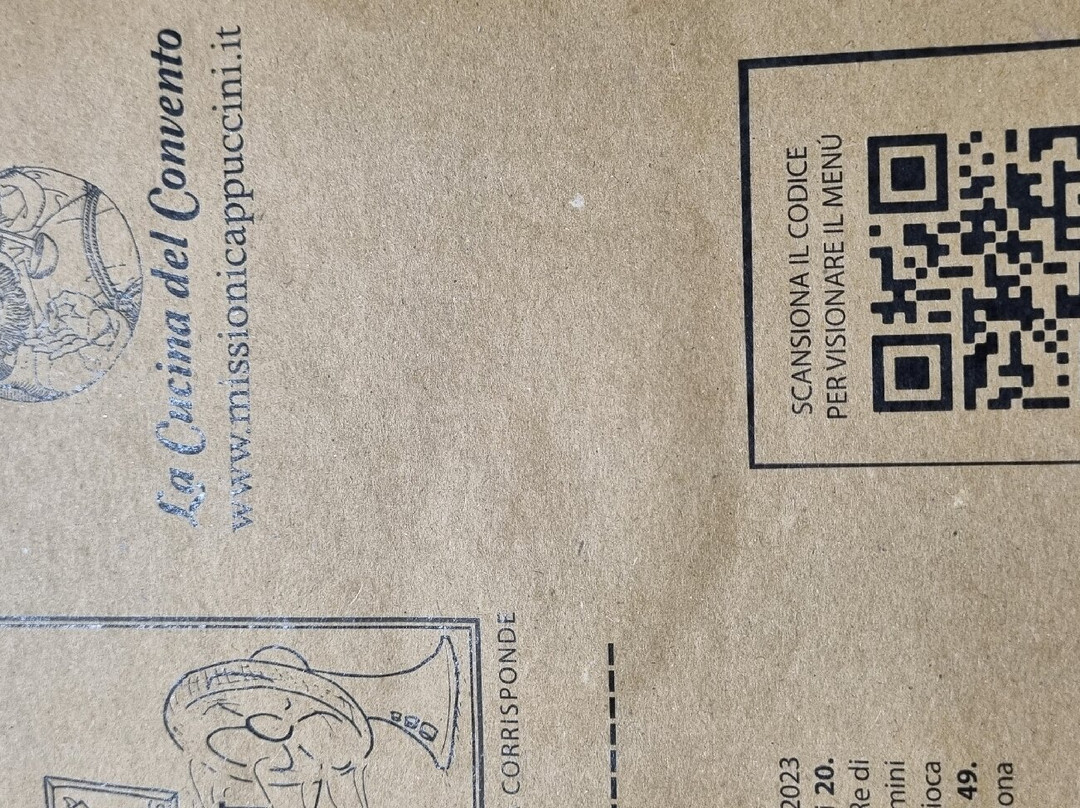 La Cucina del Convento
www.missionicappuccini.it
SCANSIONA IL CODICE
PER VISIONARE IL MENÚ
CORRISPONDE
2023
20.
Re di
mini
ioca
49.
ona